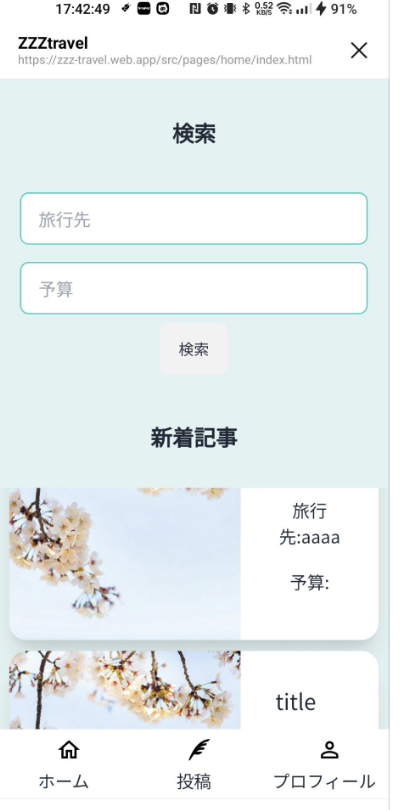 17:42:49 0.52 KB/S 91%
ZZZtravel
https://zzz-travel.web.app/src/pages/home/index.html
検索
旅行先
予算
検索
新着記事
旅行
先:aaaa
予算:
title
ホーム 投稿 プロフィール